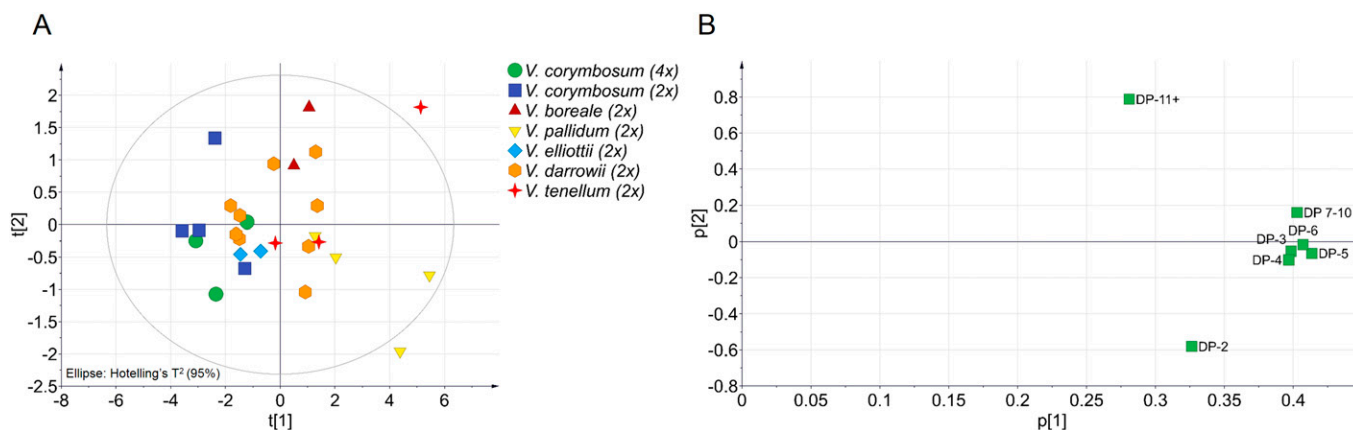 A
B
2
1.5
1
0.5
0
-0.5
-1
-1.5
-2
-2.5
t[2]
Ellipse: Hotelling's T² (95%)
-8 -6 -4 -2 0 2 4 6
t[1]
V. corymbosum (4x)
V. corymbosum (2x)
V. boreale (2x)
V. pallidum (2x)
V. elliottii (2x)
V. darrowii (2x)
V. tenellum (2x)
0.8
0.6
0.4
0.2
0
-0.2
-0.4
-0.6
-0.8
p[2]
DP-11+
DP 7-10
DP-6
DP-3
DP-5
DP-4
DP-2
0 0.05 0.1 0.15 0.2 0.25 0.3 0.35 0.4
p[1]